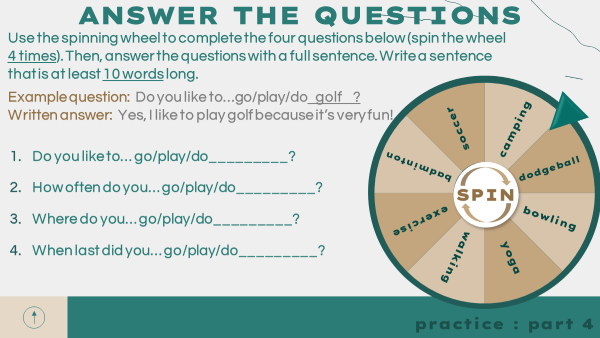 ANSWER THE QUESTIONS
Use the spinning wheel to complete the four questions below (spin the wheel
4 times). Then, answer the questions with a full sentence. Write a sentence
that is at least 10 words long.
Example question: Do you like to...go/play/do_golf_?
Written answer: Yes, I like to play golf because it's very fun!
1. Do you like to... go/play/do_________?
2. How often do you... go/play/do_________?
3. Where do you... go/play/do_________?
4. When last did you... go/play/do_________?
soccer
camping
dodgeball
bowling
yoga
walking
exercise
badminton
SPIN
practice : part 4